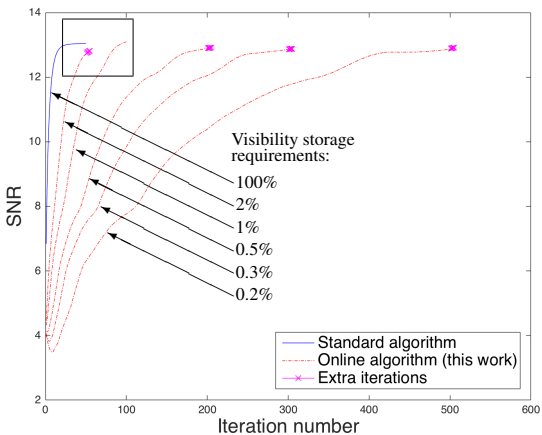 14
12
10
8
6
4
2
SNR
Visibility storage
requirements:
100%
2%
1%
0.5%
0.3%
0.2%
Standard algorithm
Online algorithm (this work)
Extra iterations
0 100 200 300 400 500 600
Iteration number